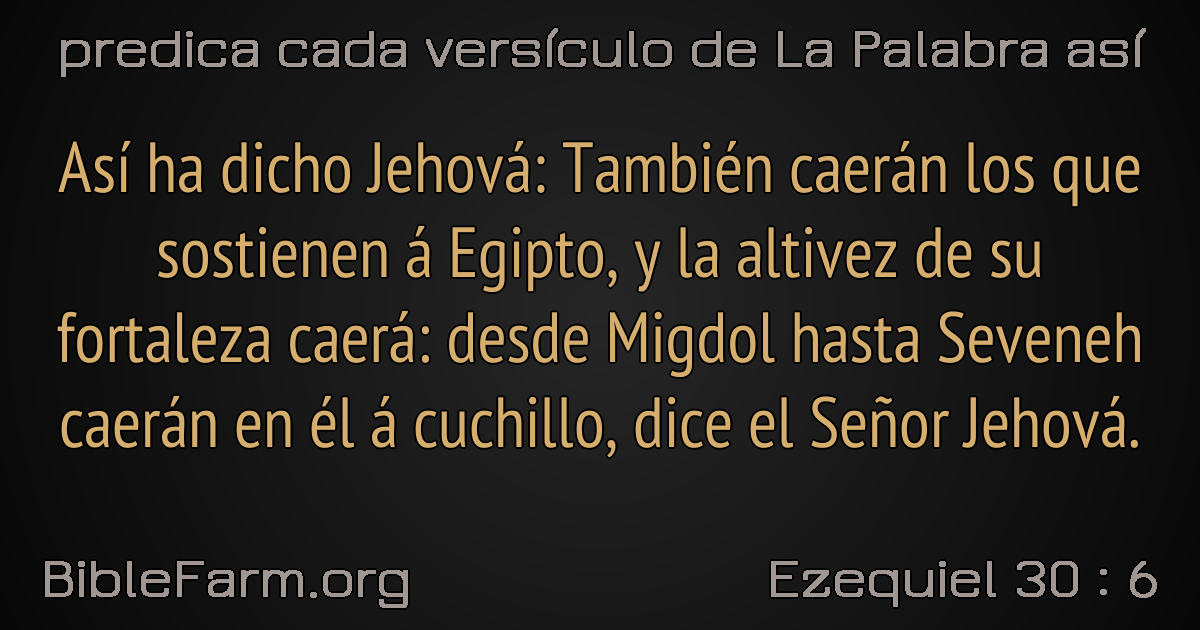 predica cada versículo de La Palabra así
Así ha dicho Jehová: También caerán los que
sostienen á Egipto, y la altivez de su
fortaleza caerá: desde Migdol hasta Seveneh
caerán en él á cuchillo, dice el Señor Jehová.
BibleFarm.org
Ezequiel 30 : 6